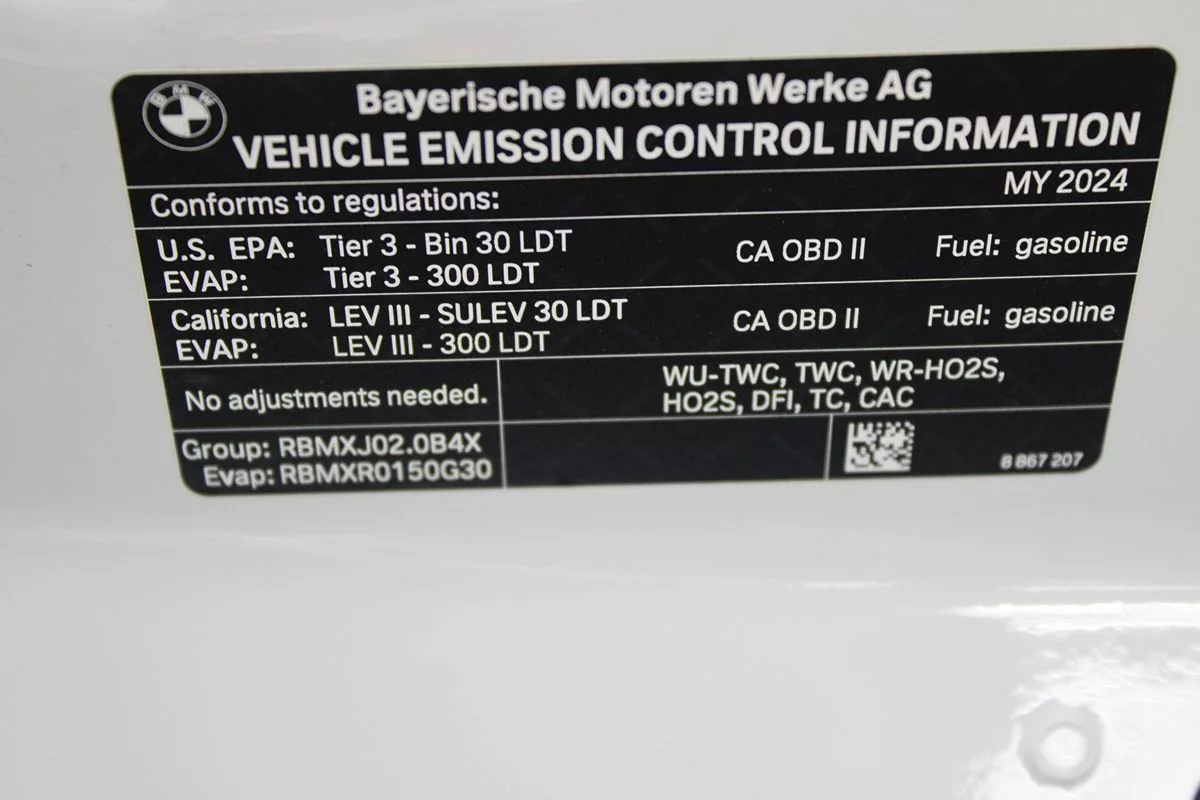 BMW
Bayerische Motoren Werke AG
VEHICLE EMISSION CONTROL INFORMATION
Conforms to regulations: MY 2024
U.S. EPA: Tier 3 - Bin 30 LDT CA OBD II Fuel: gasoline
EVAP: Tier 3 - 300 LDT
California: LEV III - SULEV 30 LDT CA OBD II Fuel: gasoline
EVAP: LEV III - 300 LDT
No adjustments needed.
WU-TWC, TWC, WR-HO2S,
HO2S, DFI, TC, CAC
Group: RBMXJ02.0B4X
Evap: RBMXR0150G30
8 867 207